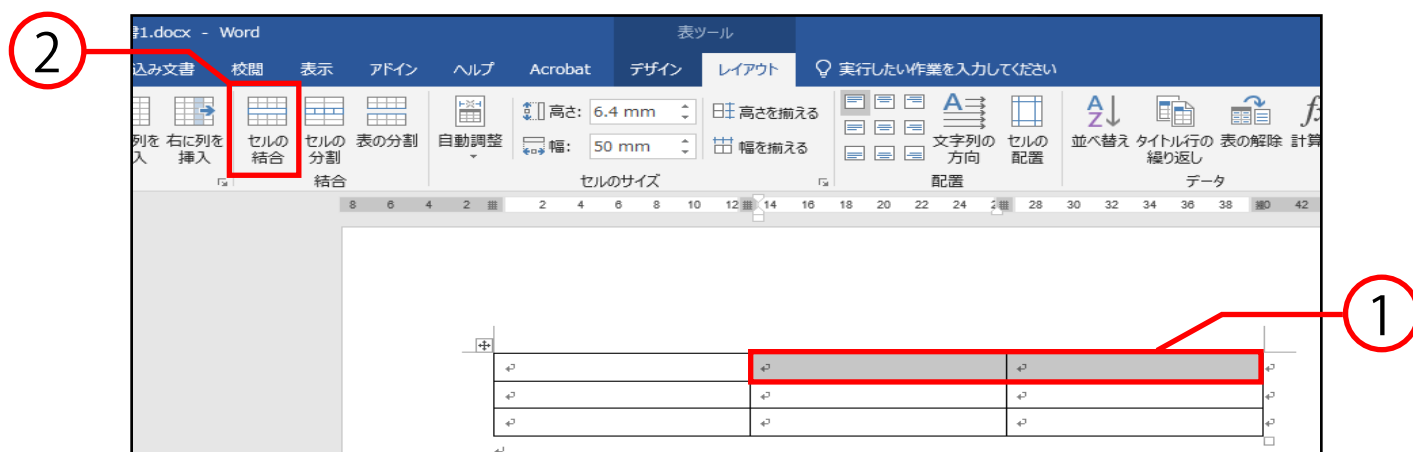 ②
1.docx - Word
表ツール
込み文書 校閲 表示 アドイン ヘルプ Acrobat デザイン レイアウト 実行したい作業を入力してください
列を 右に列を セルの セルの 表の分割 自動調整 高さ: 6.4 mm 高さを揃える 文字列の セルの 並べ替え タイトル行の 表の解除 計算
入 挿入 結合 分割 幅: 50 mm 幅を揃える 方向 配置 繰り返し
結合 セルのサイズ 配置 データ
8 6 4 2 2 4 6 8 10 12 14 16 18 20 22 24 28 30 32 34 36 38 40 42
①